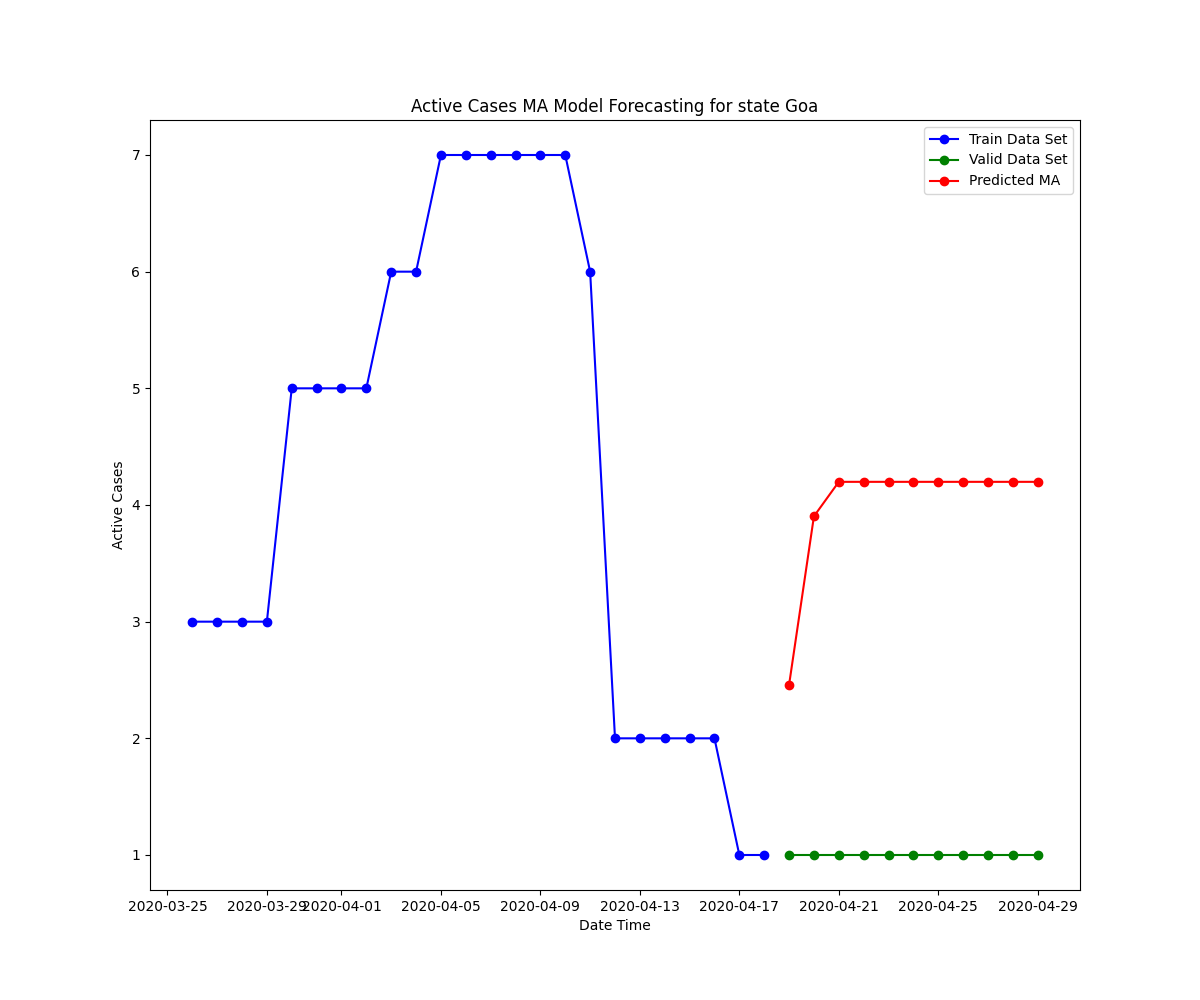 Active Cases MA Model Forecasting for state Goa
Train Data Set
Valid Data Set
Predicted MA
7
6
5
4
3
2
1
Active Cases
2020-03-25 2020-03-29 2020-04-01 2020-04-05 2020-04-09 2020-04-13 2020-04-17 2020-04-21 2020-04-25 2020-04-29
Date Time